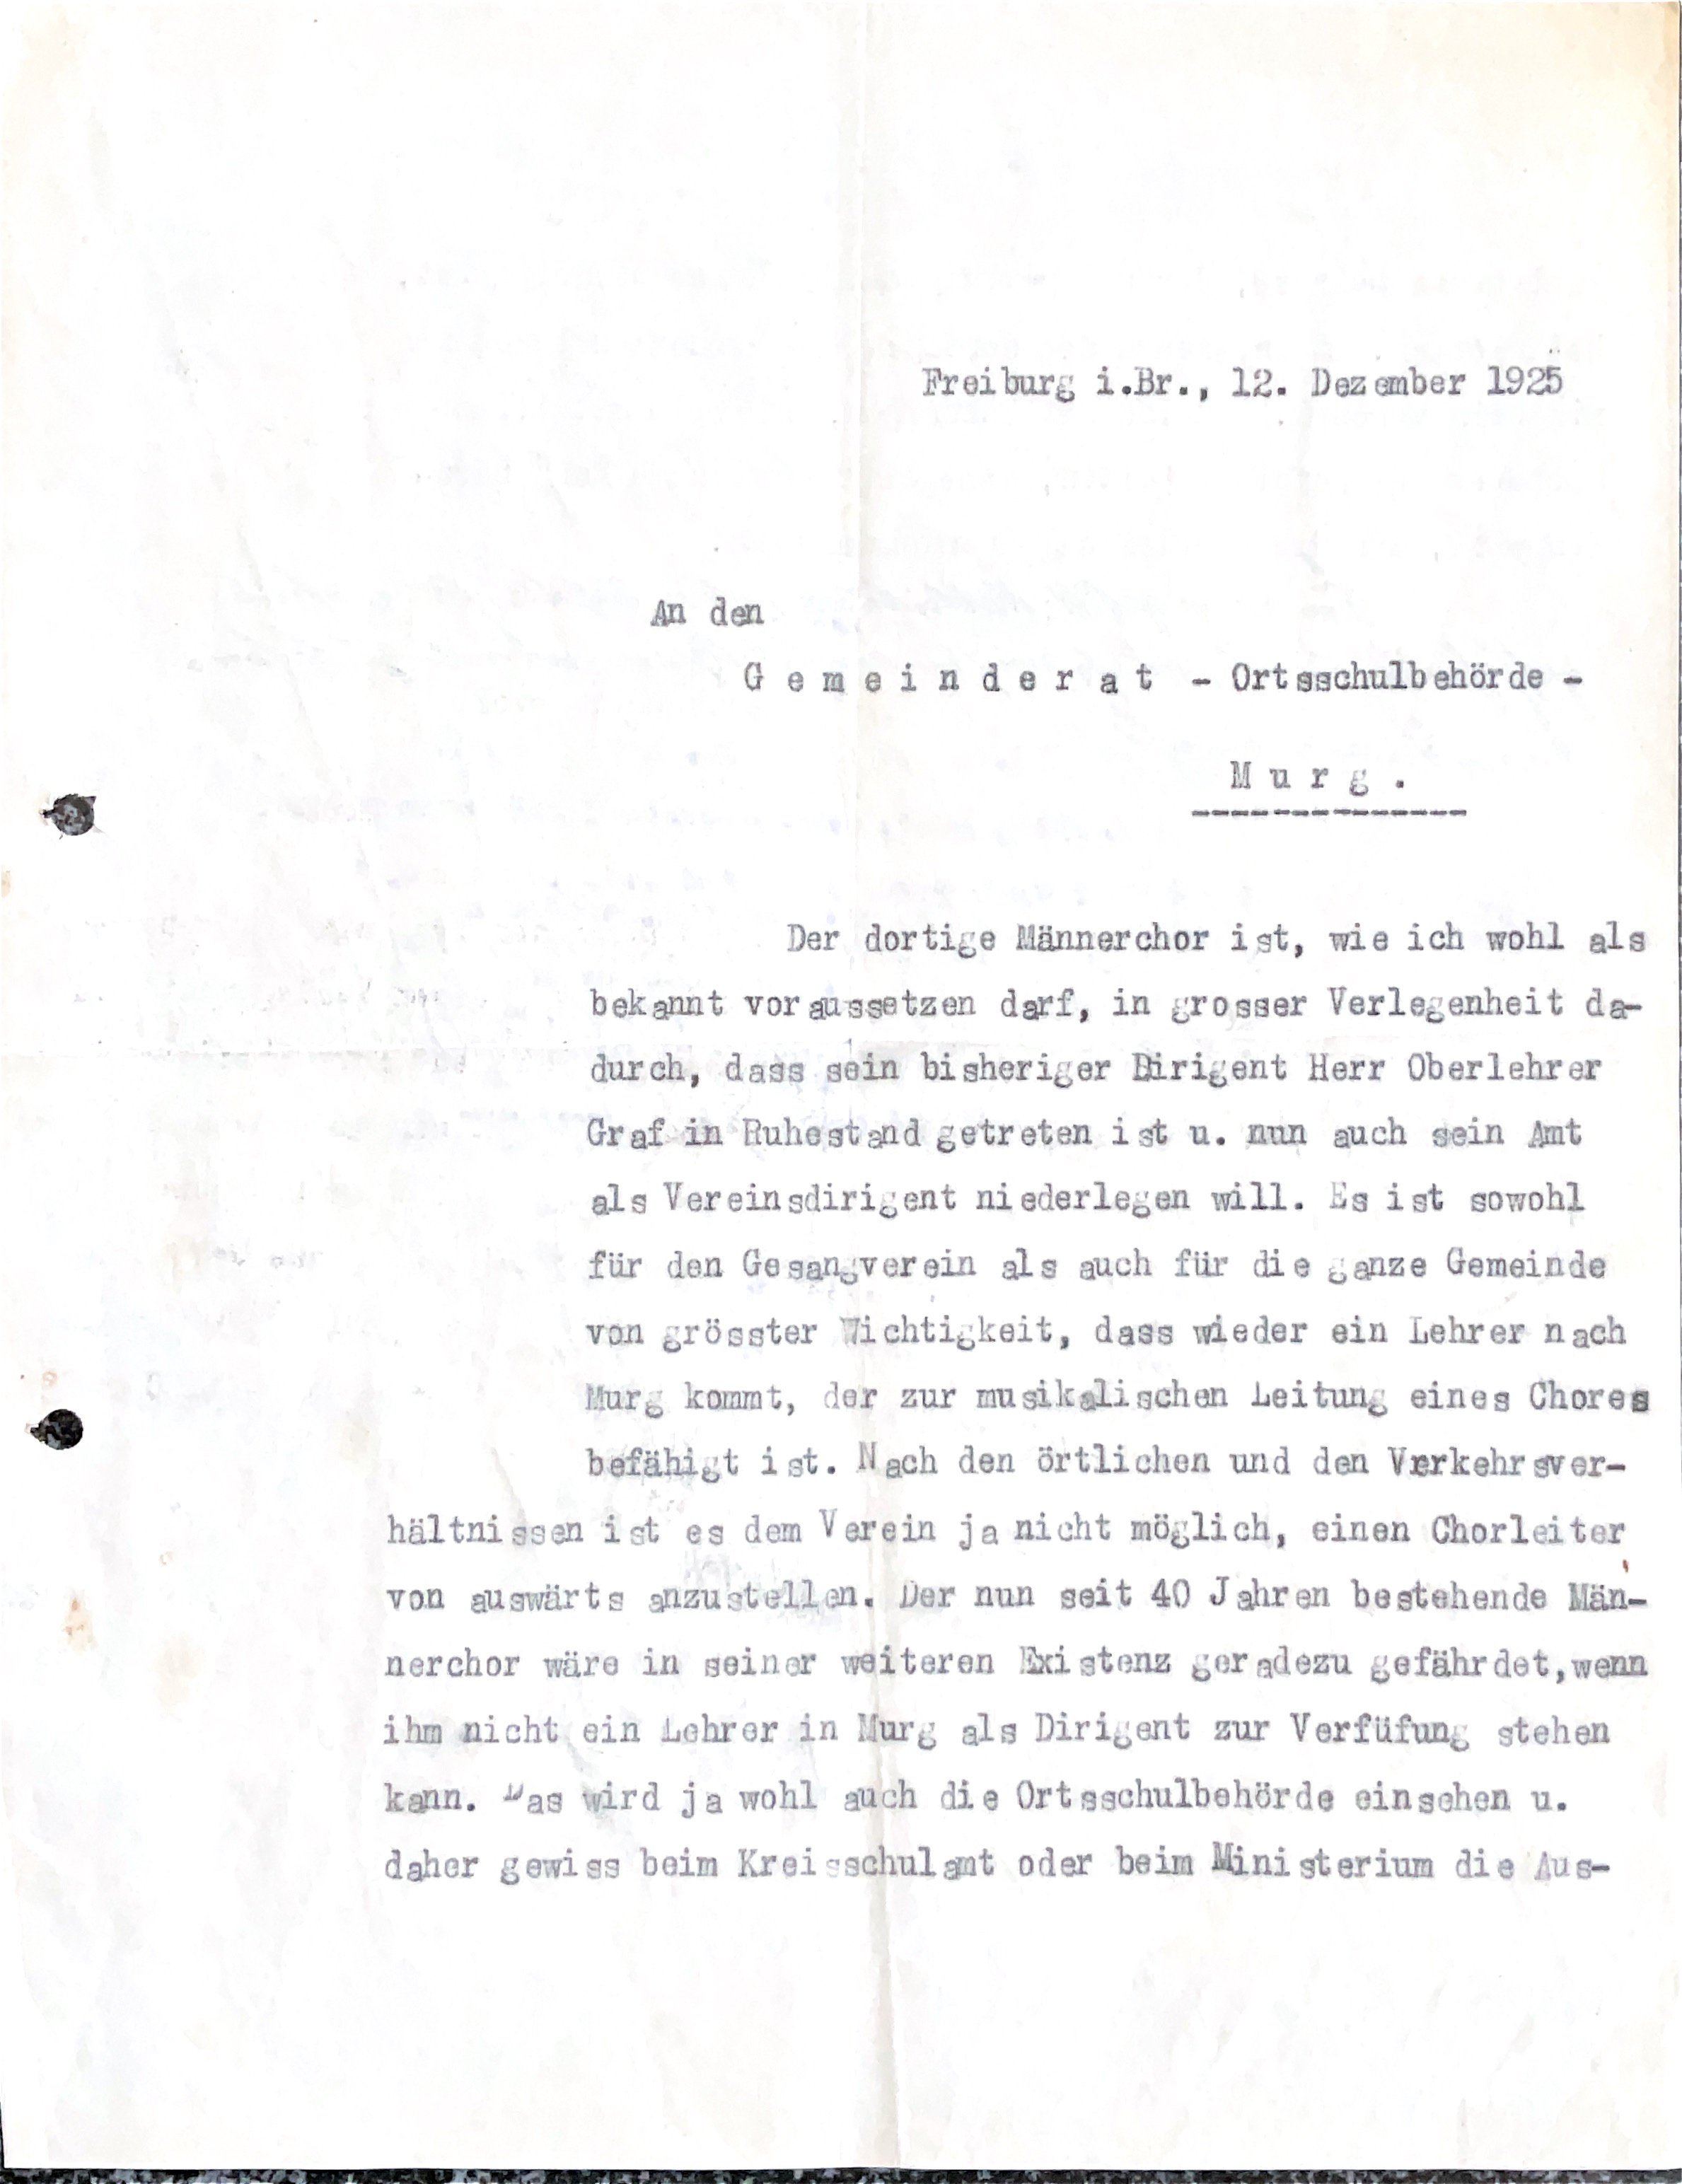 Freiburg i.Br., 12. Dezember 1925
An den
G e m e i n d e r a t - Ortsschulbehörde -
M u r g .
Der dortige Männerchor ist, wie ich wohl als
bekannt voraussetzen darf, in grosser Verlegenheit da-
durch, dass sein bisheriger Dirigent Herr Oberlehrer
Graf in Ruhestand getreten ist u. nun auch sein Amt
als Vereinsdirigent niederlegen will. Es ist sowohl
für den Gesangverein als auch für die ganze Gemeinde
von grösster Wichtigkeit, dass wieder ein Lehrer nach
Murg kommt, der zur musikalischen Leitung eines Chores
befähigt ist. Nach den örtlichen und den Verkehrsver-
hältnissen ist es dem Verein ja nicht möglich, einen Chorleiter
von auswärts anzustellen. Der nun seit 40 Jahren bestehende Män-
nerchor wäre in seiner weiteren Existenz geradezu gefährdet,wenn
ihm nicht ein Lehrer in Murg als Dirigent zur Verfüfung stehen
kann. Das wird ja wohl auch die Ortsschulbehörde einsehen u.
daher gewiss beim Kreisschulamt oder beim Ministerium die Aus-